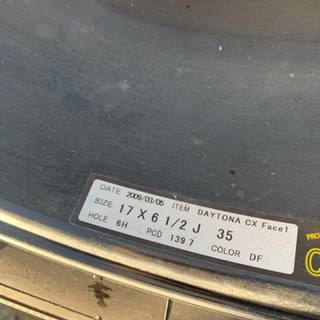 DATE 2009/03/05 ITEM DAYTONA CX Face1
SIZE 17 X 6 1/2 J 35
HOLE 6H PCD 139.7 COLOR DF
PRO
C